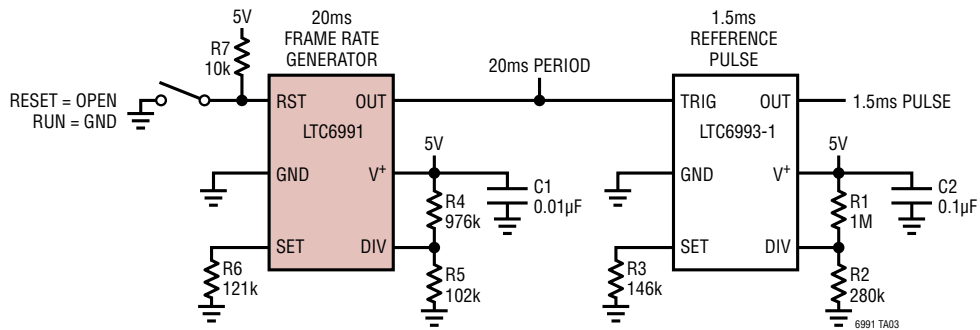 5V
R7
10k
RESET = OPEN
RUN = GND
20ms
FRAME RATE
GENERATOR
RST
OUT
LTC6991
GND
V+
SET
DIV
R6
121k
5V
R4
976k
R5
102k
C1
0.01µF
20ms PERIOD
1.5ms
REFERENCE
PULSE
TRIG
OUT
LTC6993-1
GND
V+
SET
DIV
R3
146k
1.5ms PULSE
5V
R1
1M
R2
280k
C2
0.1µF
6991 TA03